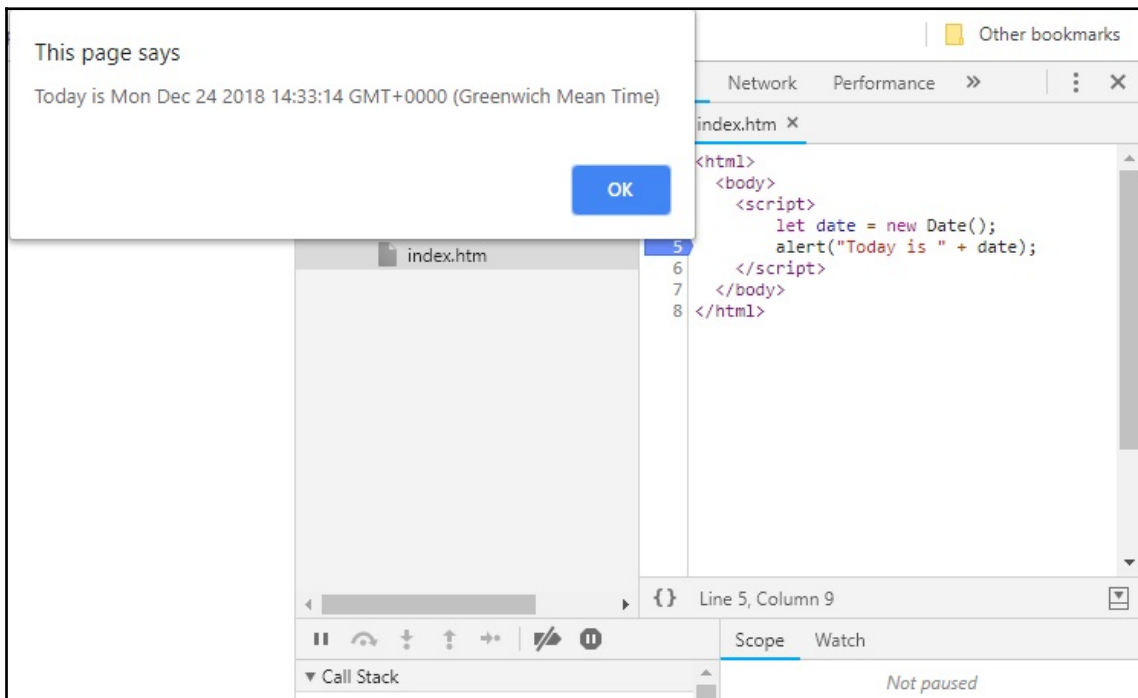 This page says
Today is Mon Dec 24 2018 14:33:14 GMT+0000 (Greenwich Mean Time)
OK
Other bookmarks
Network Performance »
index.htm ×
index.htm
<html>
<body>
<script>
let date = new Date();
5 alert("Today is " + date);
6 </script>
7 </body>
8 </html>
{} Line 5, Column 9
Scope Watch
Call Stack
Not paused